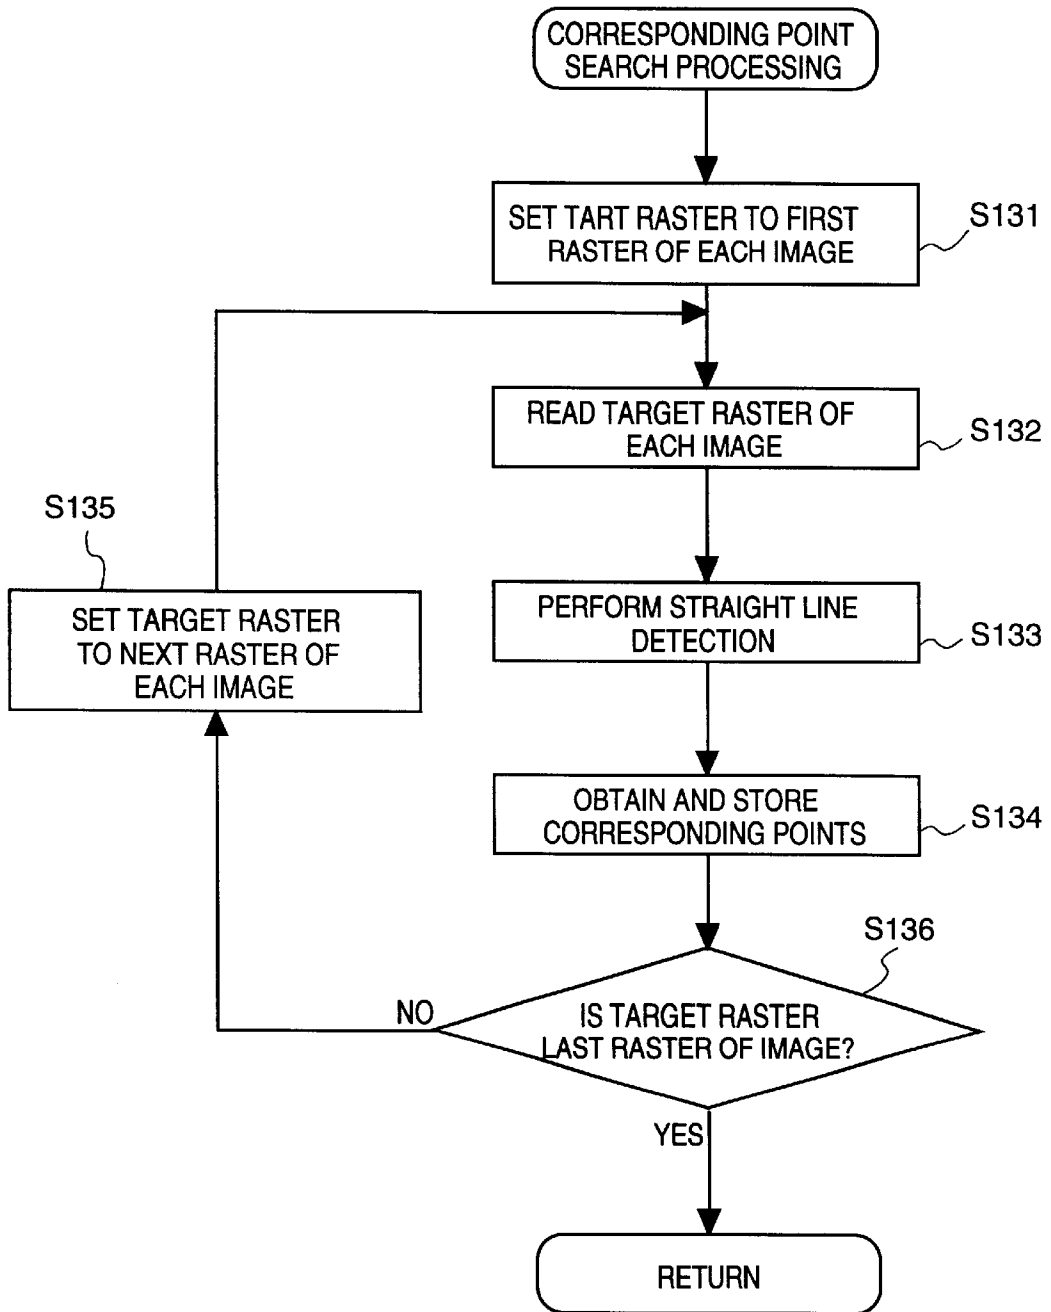 CORRESPONDING POINT
SEARCH PROCESSING
SET TART RASTER TO FIRST
RASTER OF EACH IMAGE
S131
READ TARGET RASTER OF
EACH IMAGE
S132
S135
SET TARGET RASTER
TO NEXT RASTER OF
EACH IMAGE
PERFORM STRAIGHT LINE
DETECTION
S133
OBTAIN AND STORE
CORRESPONDING POINTS
S134
S136
NO
IS TARGET RASTER
LAST RASTER OF IMAGE?
YES
RETURN